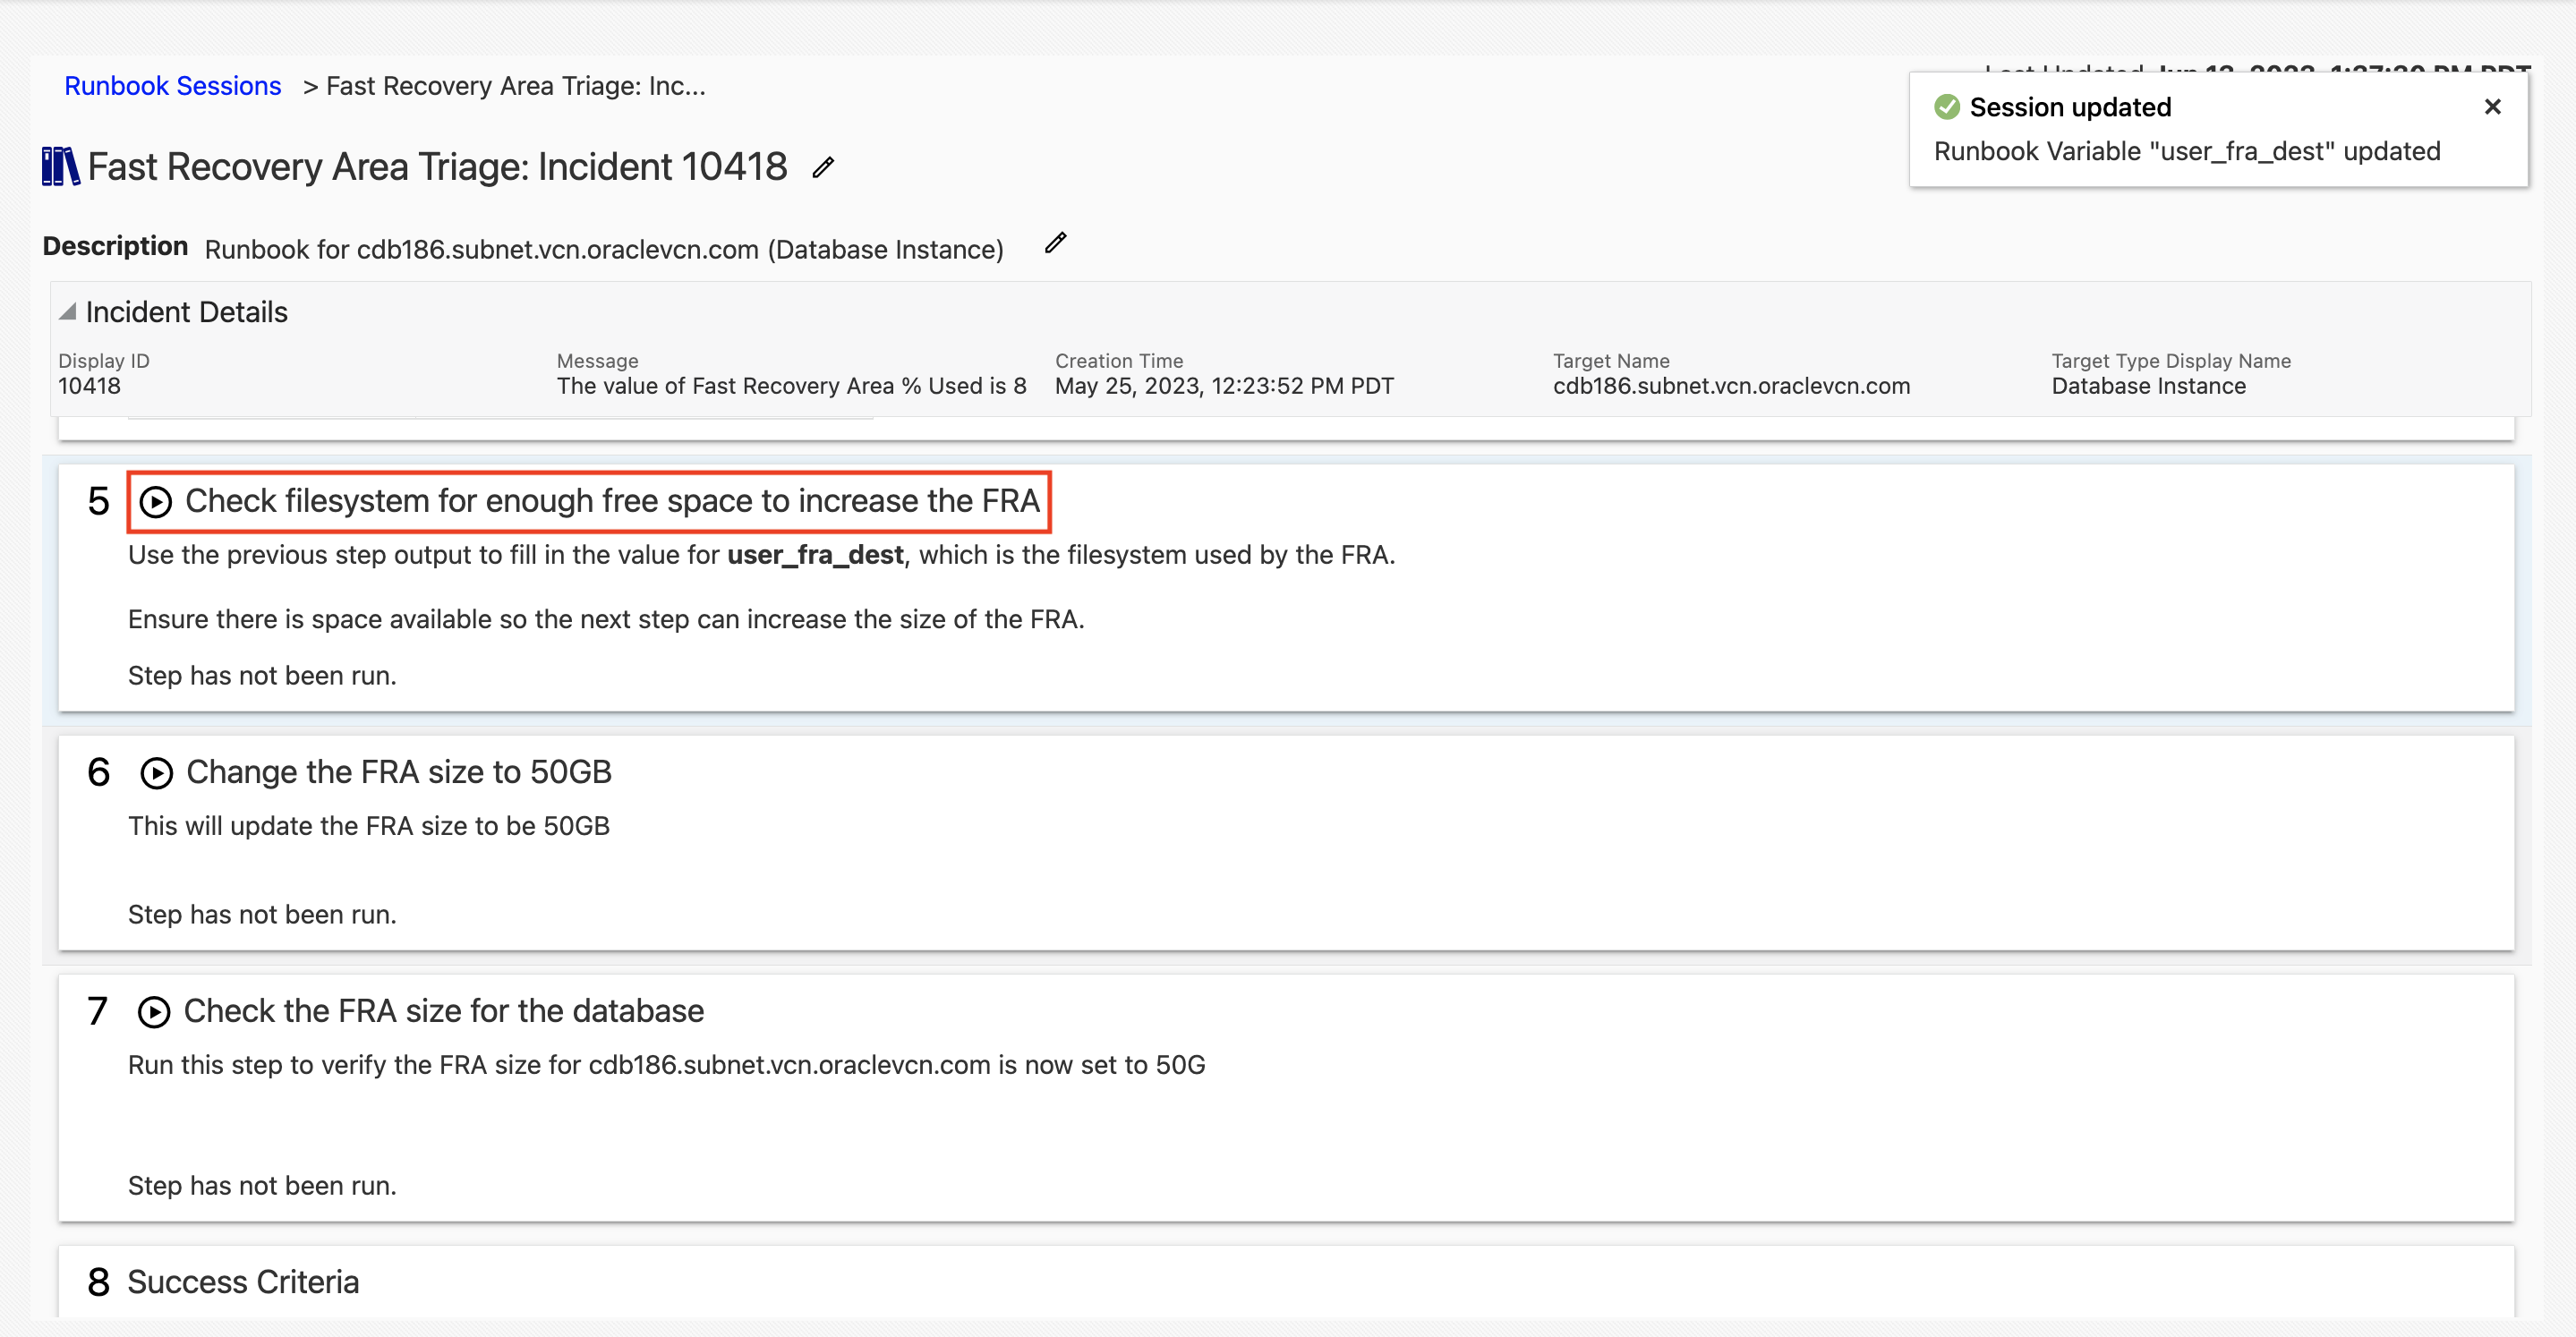 Runbook Sessions > Fast Recovery Area Triage: Inc...
Last Updated Jun 13, 2023, 1:37:30 PM PDT
Session updated
Runbook Variable "user_fra_dest" updated
Fast Recovery Area Triage: Incident 10418
Description Runbook for cdb186.subnet.vcn.oraclevcn.com (Database Instance)
Incident Details
Display ID
10418
Message
The value of Fast Recovery Area % Used is 8
Creation Time
May 25, 2023, 12:23:52 PM PDT
Target Name
cdb186.subnet.vcn.oraclevcn.com
Target Type Display Name
Database Instance
5 Check filesystem for enough free space to increase the FRA
Use the previous step output to fill in the value for user_fra_dest, which is the filesystem used by the FRA.
Ensure there is space available so the next step can increase the size of the FRA.
Step has not been run.
6 Change the FRA size to 50GB
This will update the FRA size to be 50GB
Step has not been run.
7 Check the FRA size for the database
Run this step to verify the FRA size for cdb186.subnet.vcn.oraclevcn.com is now set to 50G
Step has not been run.
8 Success Criteria